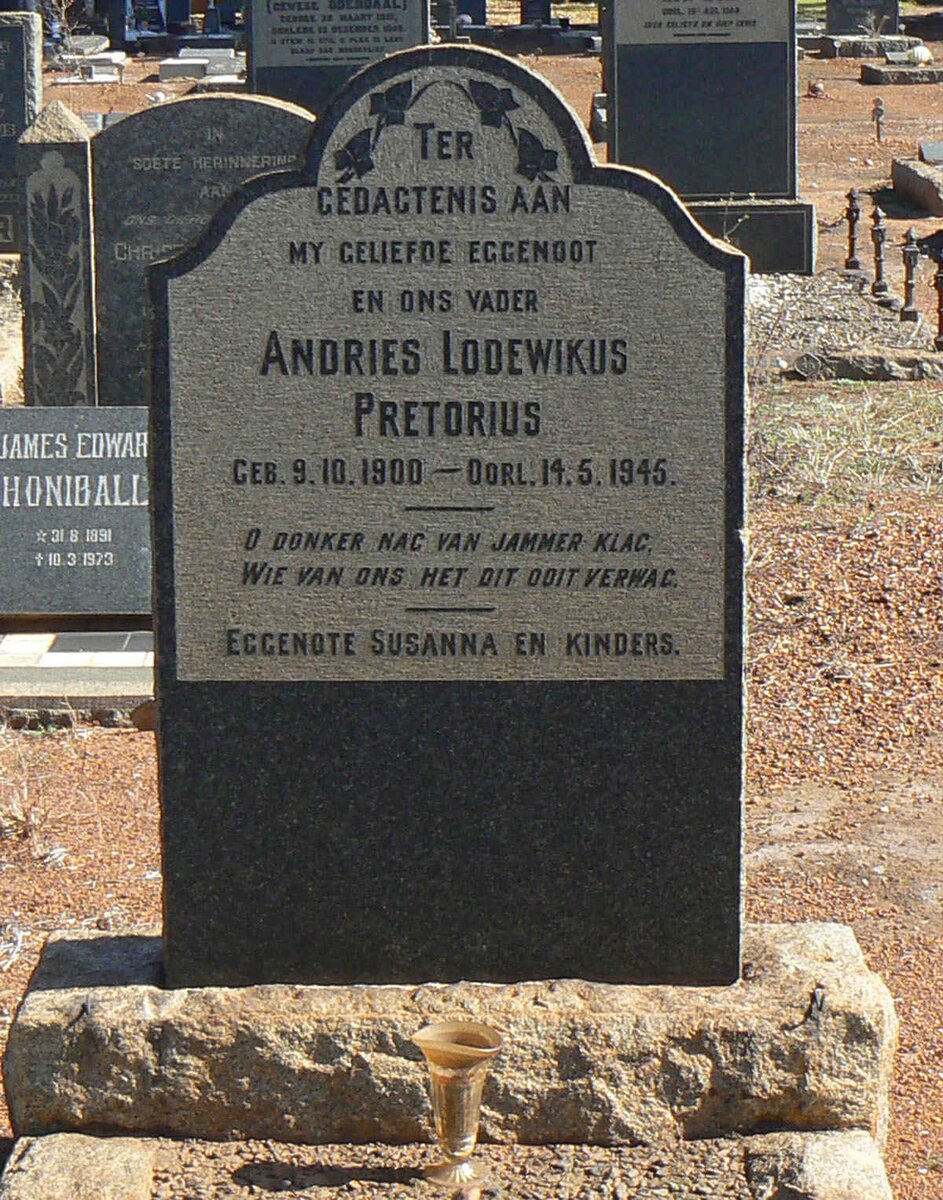 TER
GEDACTENIS AAN
MY GELIEFDE EGGENOOT
EN ONS VADER
ANDRIES LODEWIKUS
PRETORIUS
GEB. 9.10.1900 — OORL. 14.5.1945.
O DONKER NAG VAN JAMMER KLAG,
WIE VAN ONS HET DIT OOIT VERWAG.
EGGENOTE SUSANNA EN KINDERS.
IN
SOETE HERINNERING
AAN
JAMES EDWAR
HONIBALL
☆ 31 8 1891
✝ 10 3 1973